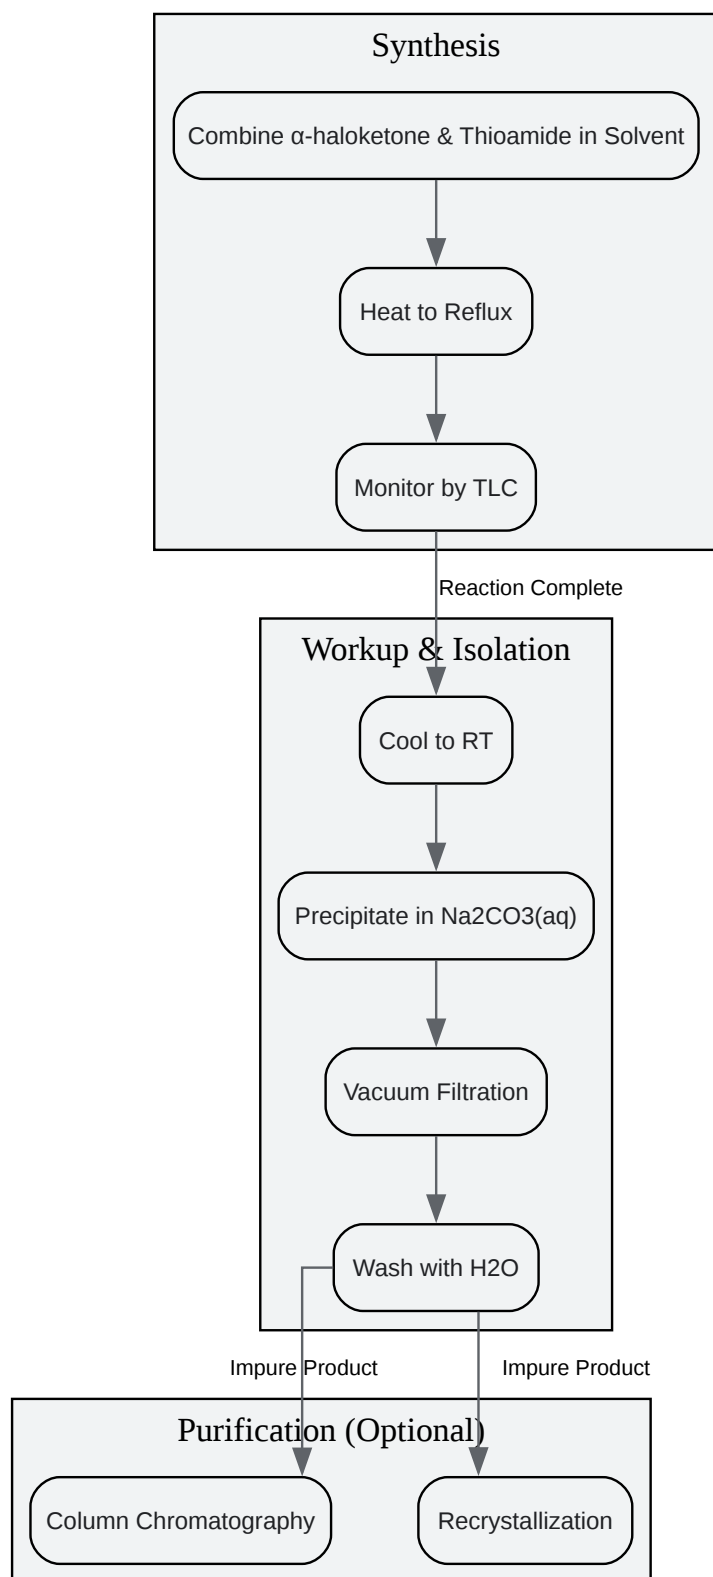 Synthesis
Combine α-haloketone & Thioamide in Solvent
Heat to Reflux
Monitor by TLC
Reaction Complete
Workup & Isolation
Cool to RT
Precipitate in Na2CO3(aq)
Vacuum Filtration
Wash with H2O
Impure Product
Impure Product
Purification (Optional)
Column Chromatography
Recrystallization